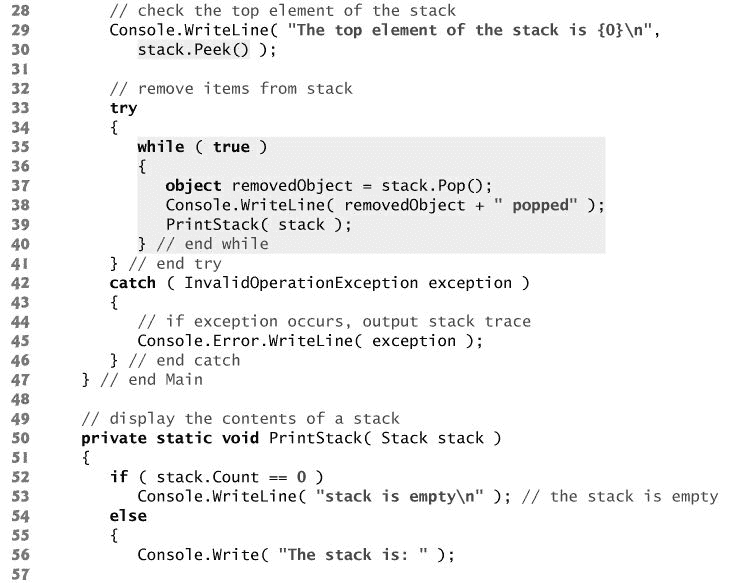 28 // check the top element of the stack
29 Console.WriteLine( "The top element of the stack is {0}\n",
30 stack.Peek() );
31
32 // remove items from stack
33 try
34 {
35 while ( true )
36 {
37 object removedObject = stack.Pop();
38 Console.WriteLine( removedObject + " popped" );
39 PrintStack( stack );
40 } // end while
41 } // end try
42 catch ( InvalidOperationException exception )
43 {
44 // if exception occurs, output stack trace
45 Console.Error.WriteLine( exception );
46 } // end catch
47 } // end Main
48
49 // display the contents of a stack
50 private static void PrintStack( Stack stack )
51 {
52 if ( stack.Count == 0 )
53 Console.WriteLine( "stack is empty\n" ); // the stack is empty
54 else
55 {
56 Console.Write( "The stack is: " );
57